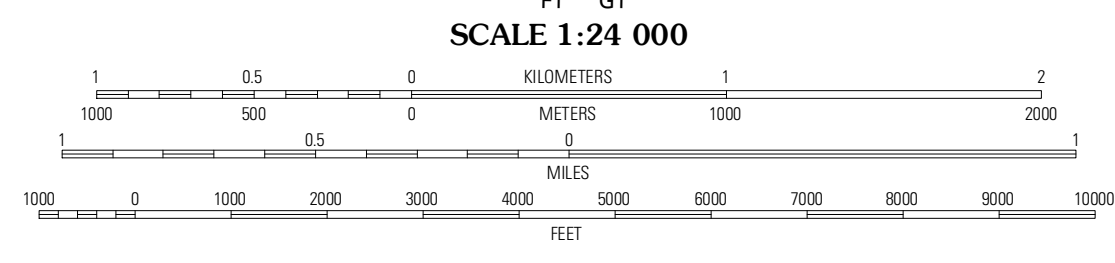 SCALE 1:24 000
1 0.5 0 KILOMETERS 1 2
1000 500 0 METERS 1000 2000
1 0.5 0 1
MILES
1000 0 1000 2000 3000 4000 5000 6000 7000 8000 9000 10000
FEET